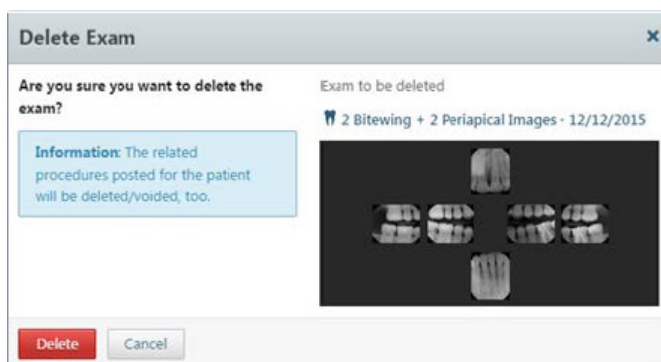 Delete Exam
Are you sure you want to delete the
exam?
Information: The related
procedures posted for the patient
will be deleted/voided, too.
Exam to be deleted
2 Bitewing + 2 Periapical Images - 12/12/2015
Delete
Cancel